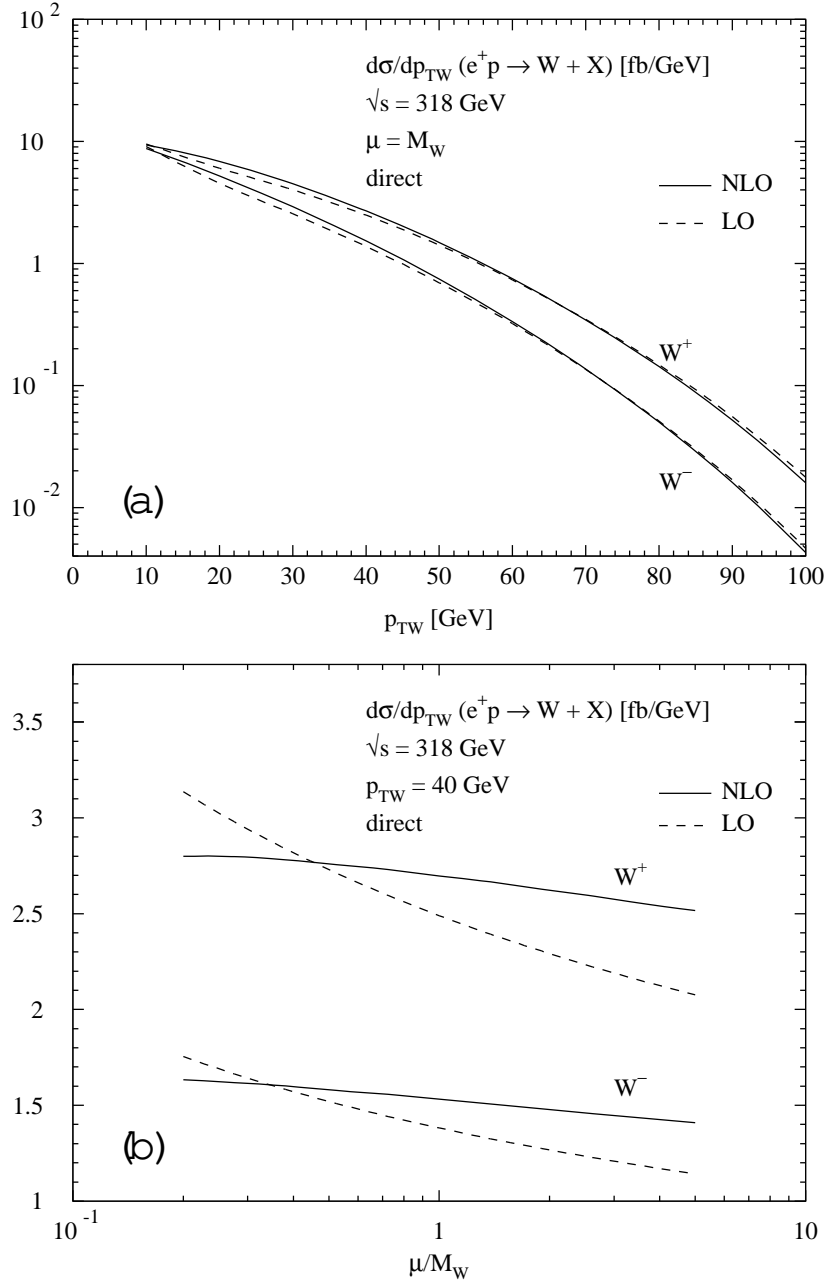 10²
dσ/dp_TW (e⁺p → W + X) [fb/GeV]
√s = 318 GeV
10
μ = M_W
direct
NLO
LO
1
W⁺
10⁻¹
W⁻
10⁻²
(a)
0 10 20 30 40 50 60 70 80 90 100
p_TW [GeV]
3.5
dσ/dp_TW (e⁺p → W + X) [fb/GeV]
√s = 318 GeV
p_TW = 40 GeV
NLO
direct
LO
3
W⁺
2.5
2
W⁻
1.5
(b)
1
10⁻¹ 1 10
μ/M_W